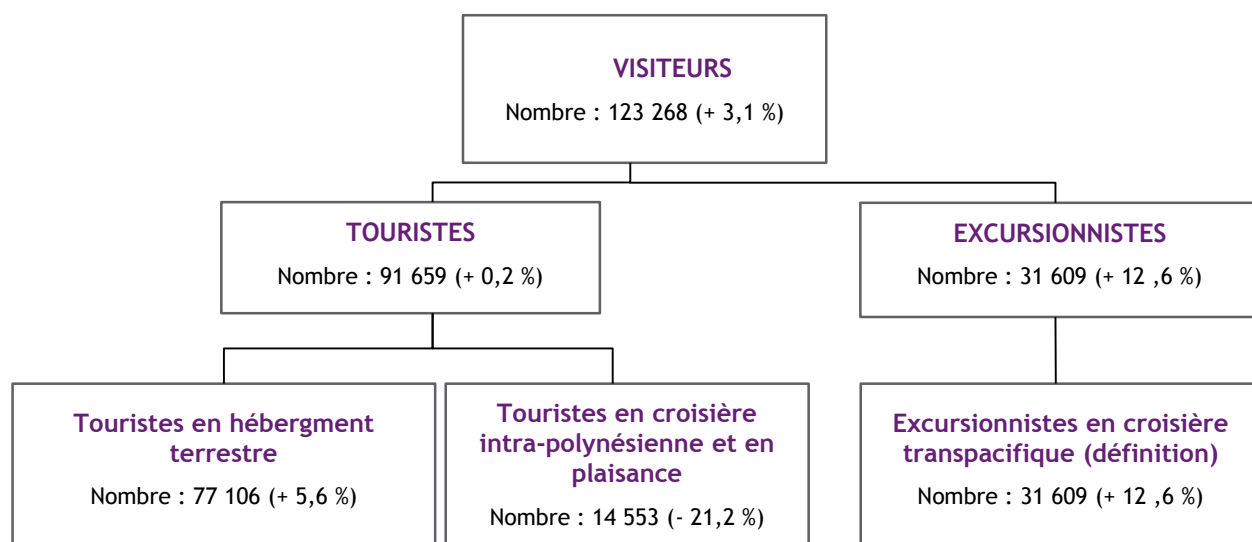 VISITEURS
Nombre : 123 268 (+ 3,1 %)
TOURISTES
Nombre : 91 659 (+ 0,2 %)
EXCURSIONNISTES
Nombre : 31 609 (+ 12 ,6 %)
Touristes en hébergment
terrestre
Nombre : 77 106 (+ 5,6 %)
Touristes en croisière
intra-polynésienne et en
plaisance
Nombre : 14 553 (- 21,2 %)
Excursionnistes en croisière
transpacifique (définition)
Nombre : 31 609 (+ 12 ,6 %)